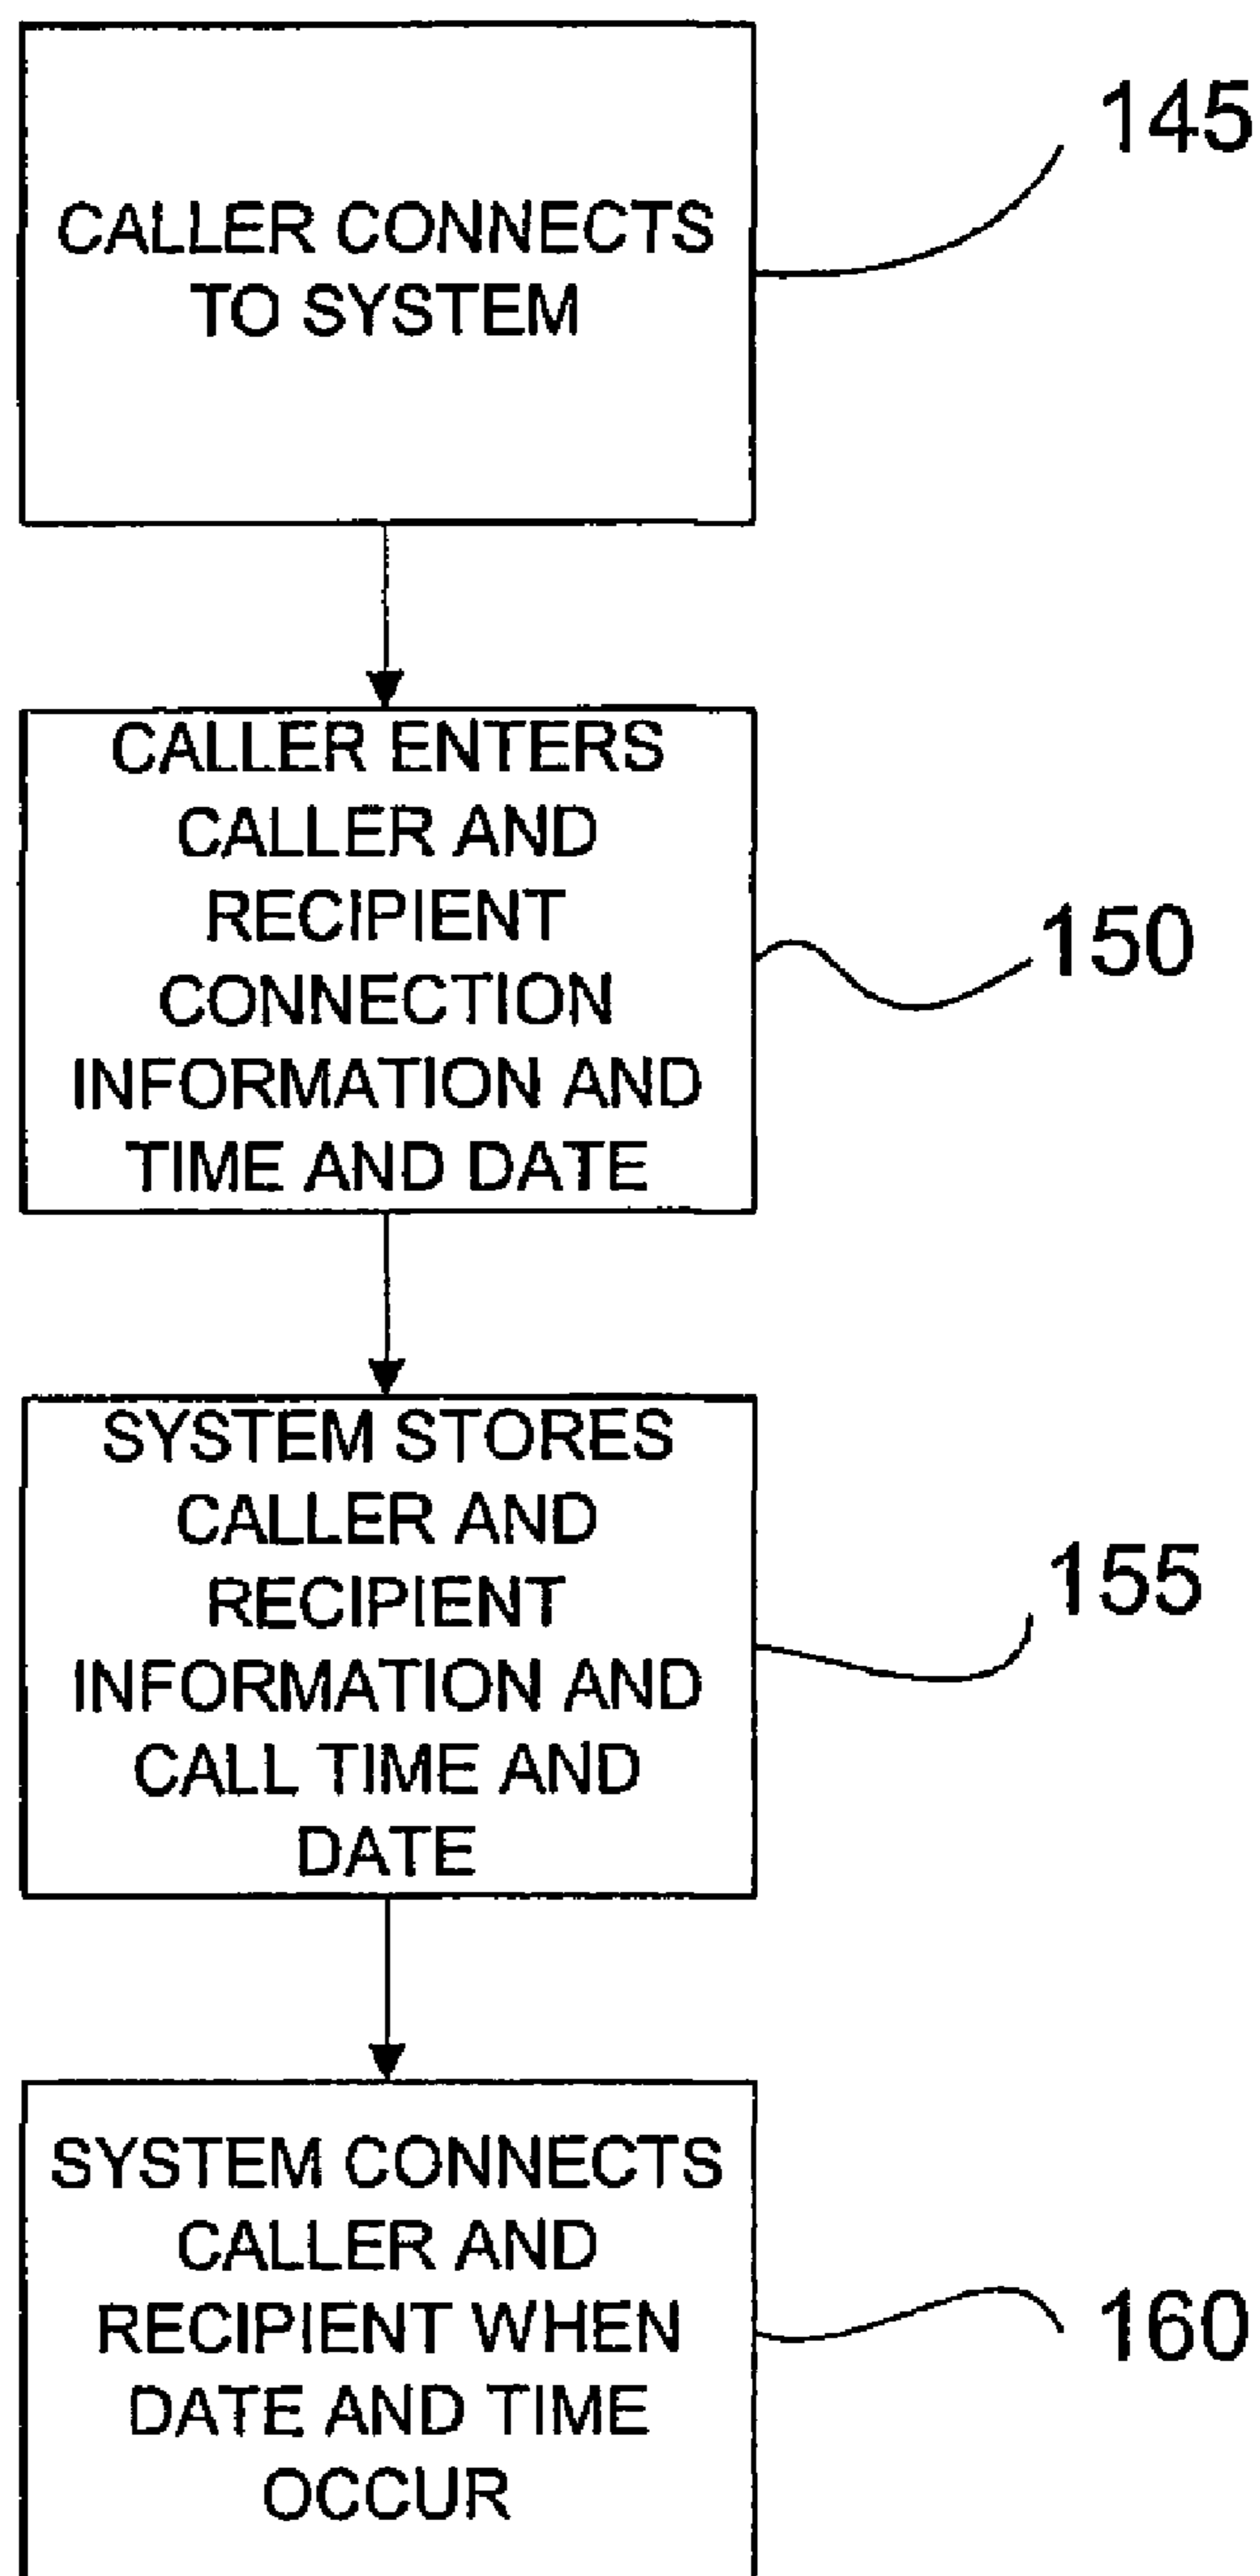 CALLER CONNECTS
TO SYSTEM
145
CALLER ENTERS
CALLER AND
RECIPIENT
CONNECTION
INFORMATION AND
TIME AND DATE
150
SYSTEM STORES
CALLER AND
RECIPIENT
INFORMATION AND
CALL TIME AND
DATE
155
SYSTEM CONNECTS
CALLER AND
RECIPIENT WHEN
DATE AND TIME
OCCUR
160